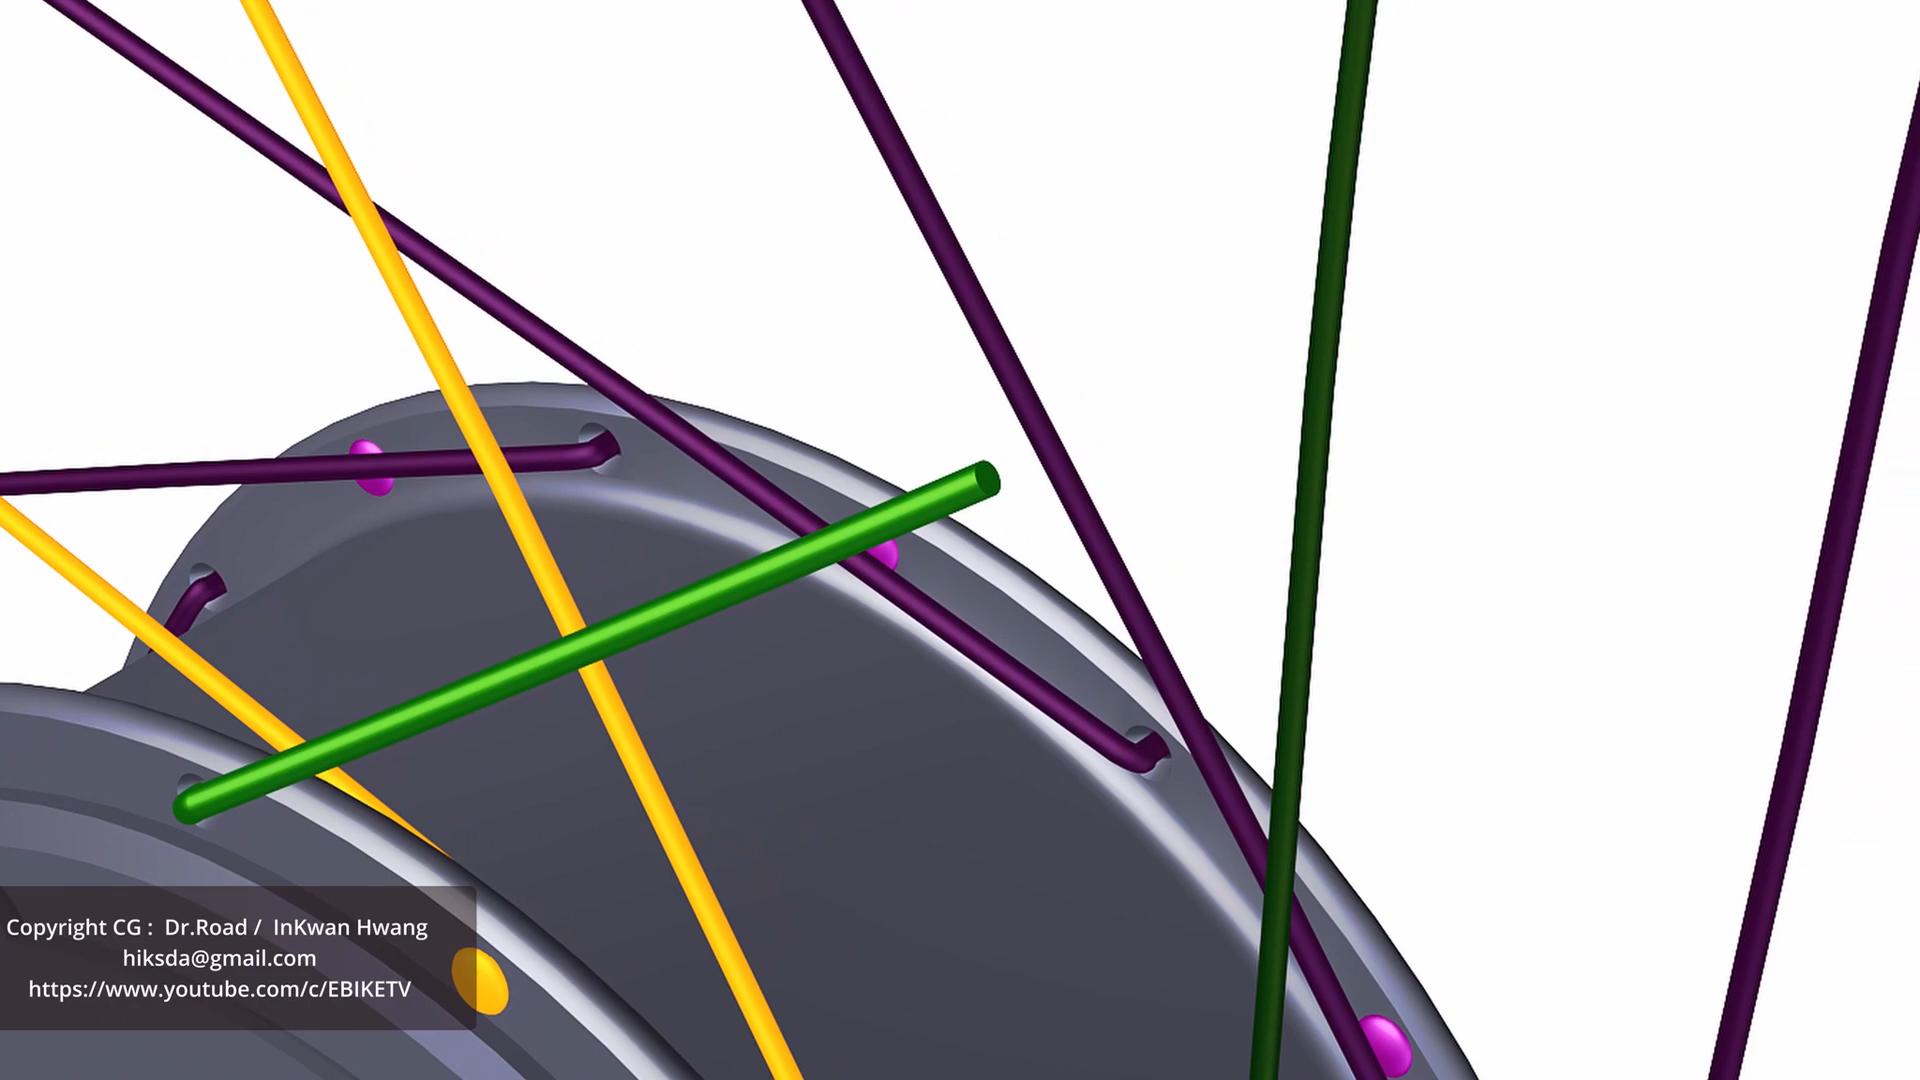 Copyright CG :  Dr.Road /  InKwan Hwang
hiksda@gmail.com
https://www.youtube.com/c/EBIKETV